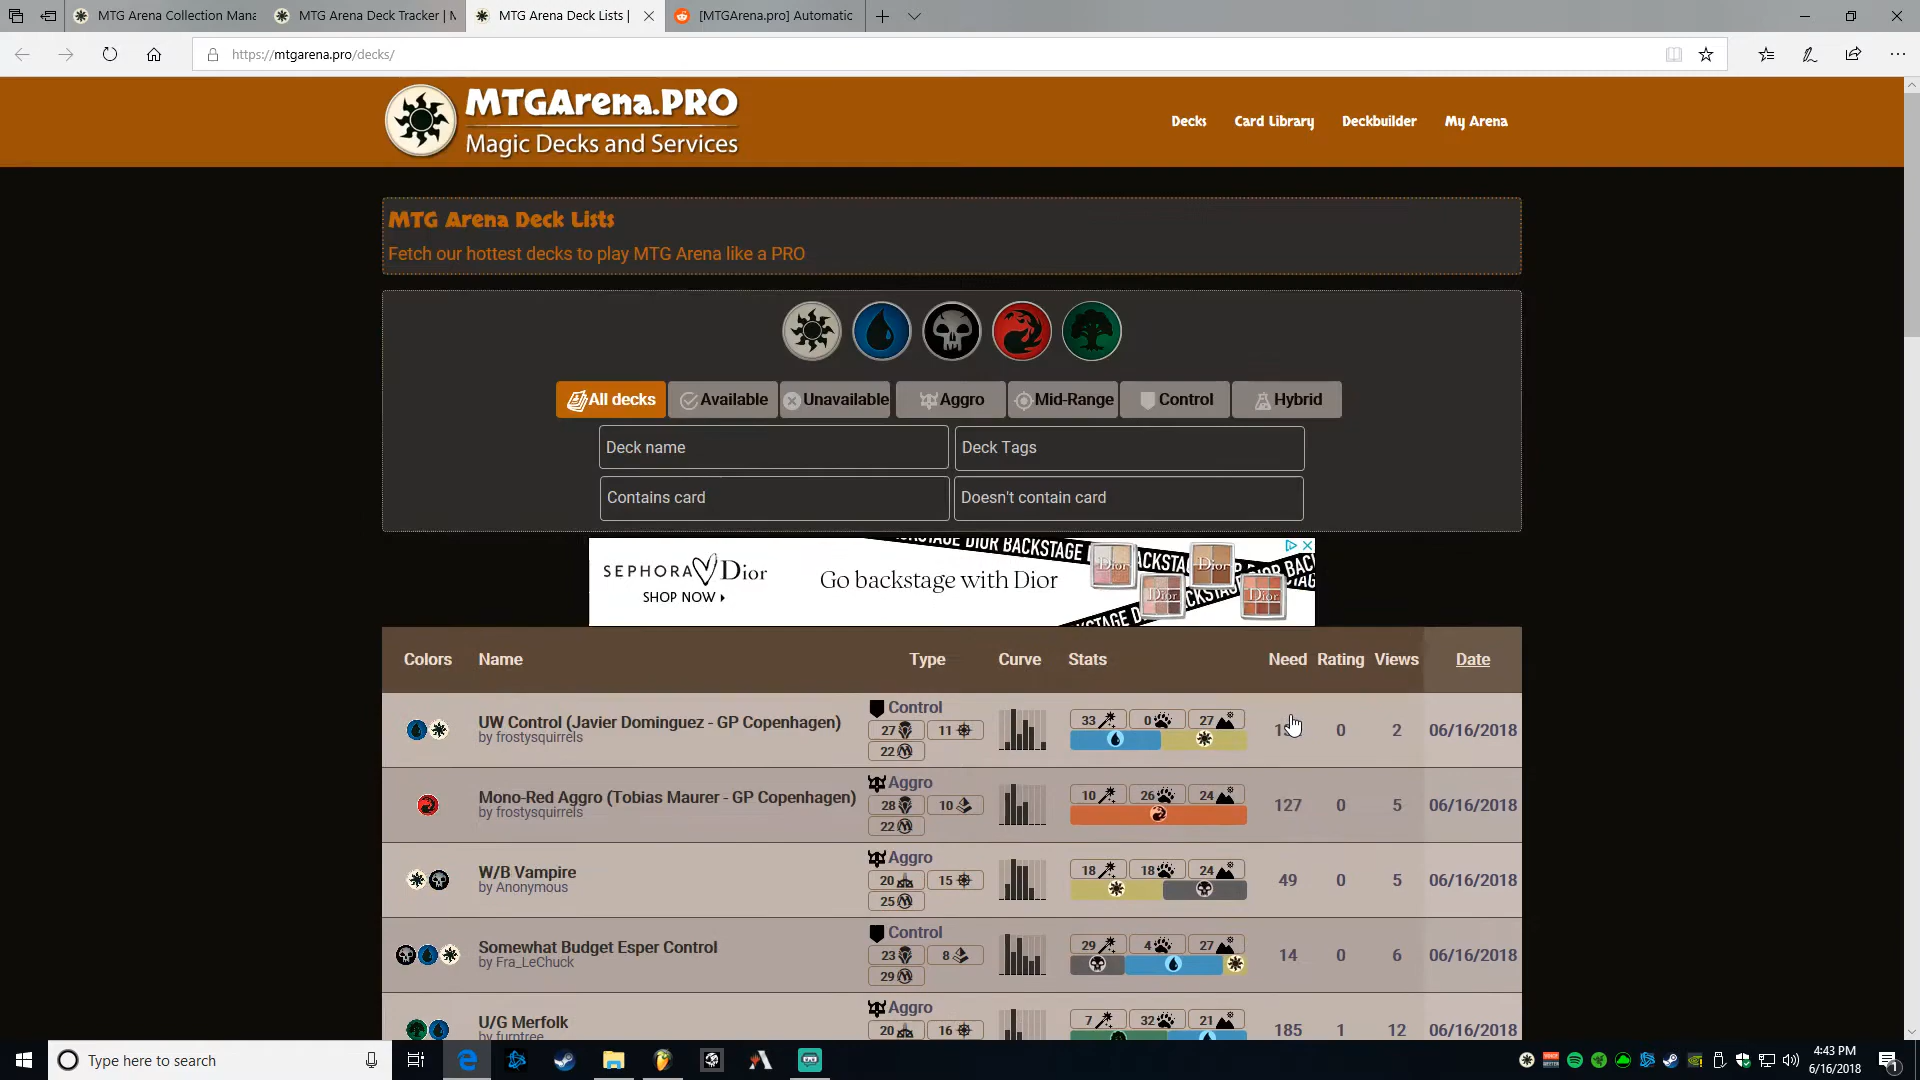 MTG Arena Collection Mana
MTG Arena Deck Tracker | M
MTG Arena Deck Lists |
[MTGArena.pro] Automatic
https://mtgarena.pro/decks/
MTGArena.PRO
Magic Decks and Services
Decks
Card Library
Deckbuilder
My Arena
MTG Arena Deck Lists
Fetch our hottest decks to play MTG Arena like a PRO
All decks
Available
Unavailable
Aggro
Mid-Range
Control
Hybrid
Deck name
Deck Tags
Contains card
Doesn't contain card
SEPHORA Dior
SHOP NOW
Go backstage with Dior
DIOR BACKSTAGE
Dior
Dior
Dior
Dior
Colors Name Type Curve Stats Need Rating Views Date
UW Control (Javier Dominguez - GP Copenhagen)
by frostysquirrels
Control
27 11
22
33 0 27
0 2 06/16/2018
Mono-Red Aggro (Tobias Maurer - GP Copenhagen)
by frostysquirrels
Aggro
28 10
22
10 26 24
127 0 5 06/16/2018
W/B Vampire
by Anonymous
Aggro
20 15
25
18 18 24
49 0 5 06/16/2018
Somewhat Budget Esper Control
by Fra_LeChuck
Control
23 8
29
29 4 27
14 0 6 06/16/2018
U/G Merfolk
by furntree
Aggro
20 16
7 32 21
185 1 12 06/16/2018
Type here to search
4:43 PM
6/16/2018
1